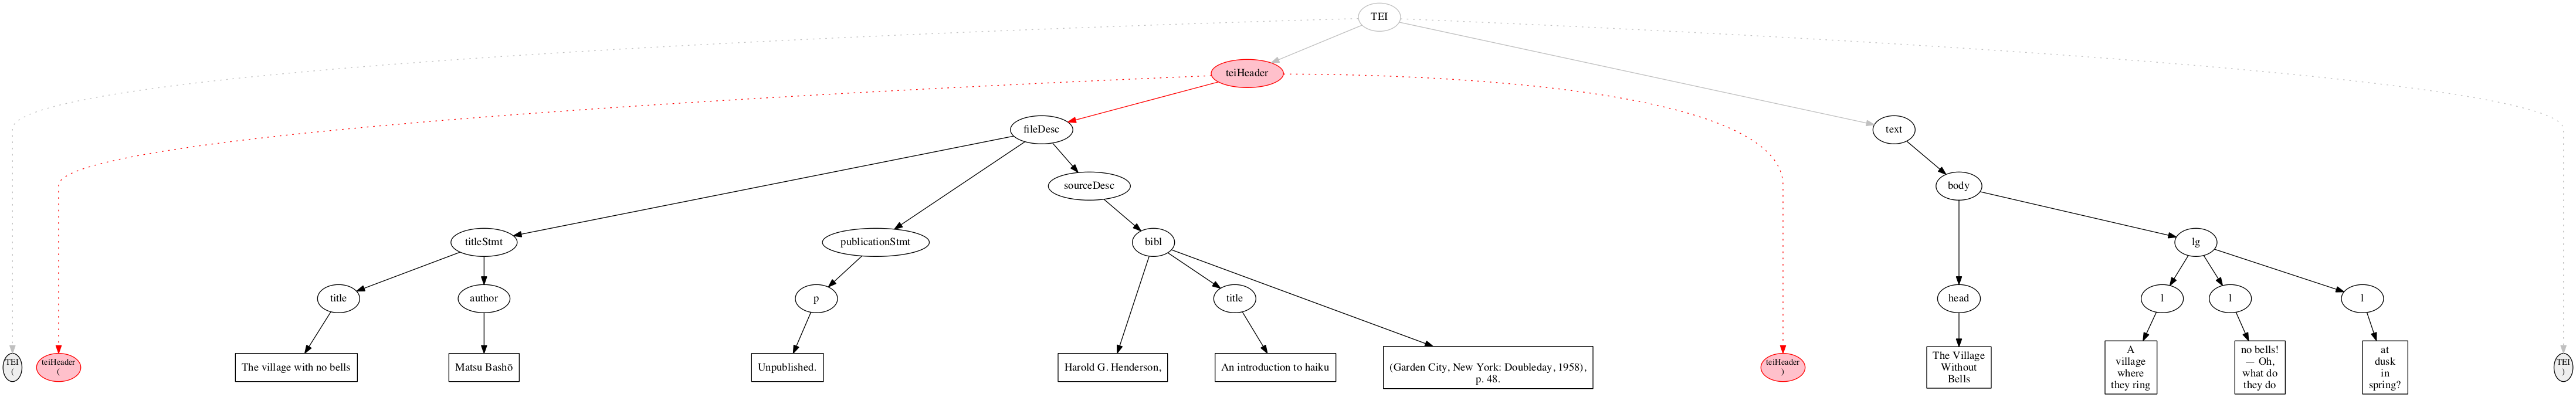 TEI
teiHeader
fileDesc
text
sourceDesc
body
titleStmt
publicationStmt
bibl
lg
title
author
p
title
head
l
l
l
TEI
(
teiHeader
(
The village with no bells
Matsu Bashō
Unpublished.
Harold G. Henderson,
An introduction to haiku
(Garden City, New York: Doubleday, 1958),
p. 48.
teiHeader
)
The Village
Without
Bells
A
village
where
they ring
no bells!
— Oh,
what do
they do
at
dusk
in
spring?
TEI
)